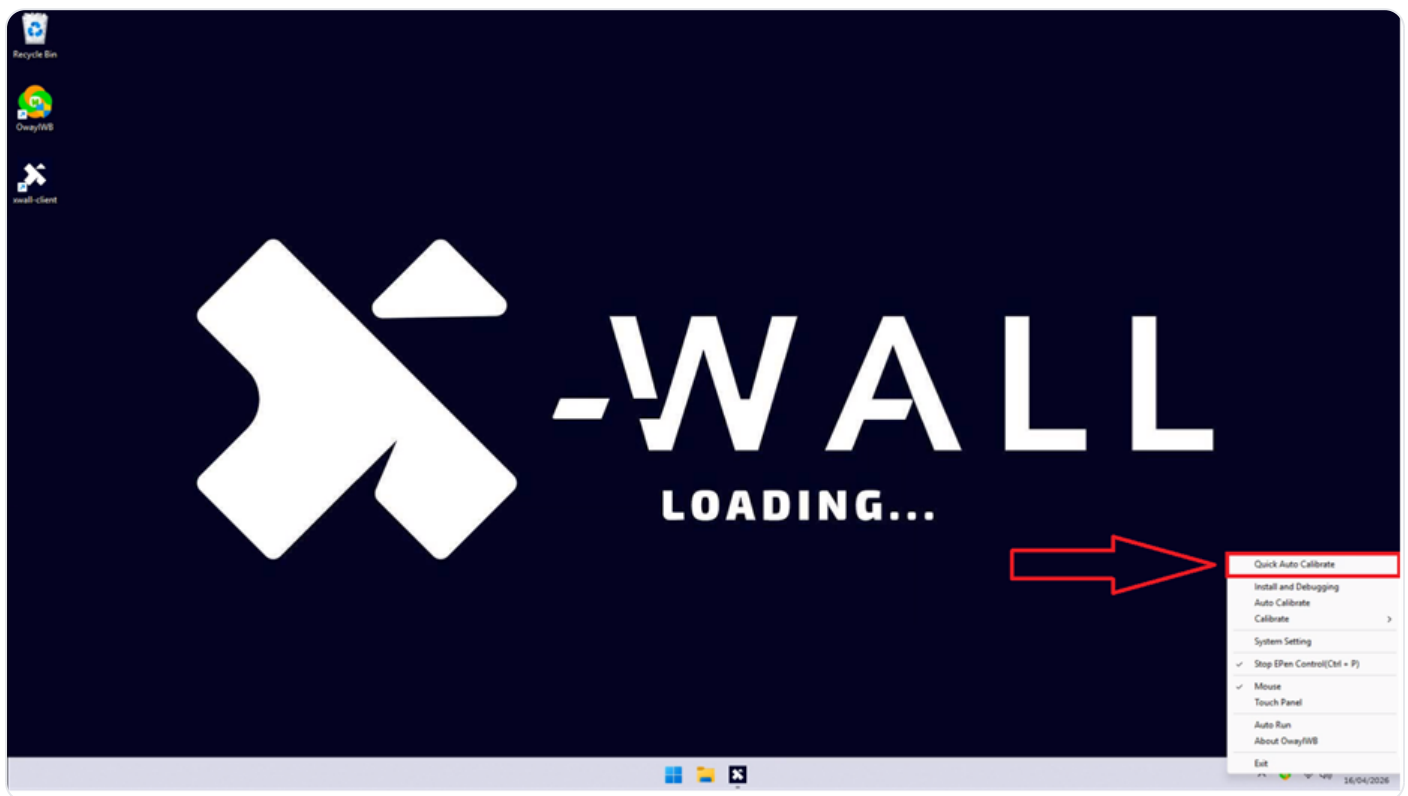 Recycle Bin
OwayIWB
xwall-client
-WALL
LOADING...
Quick Auto Calibrate
Install and Debugging
Auto Calibrate
Calibrate
System Setting
Stop EPen Control(Ctrl + P)
Mouse
Touch Panel
Auto Run
About OwayIWB
Exit
16/04/2026